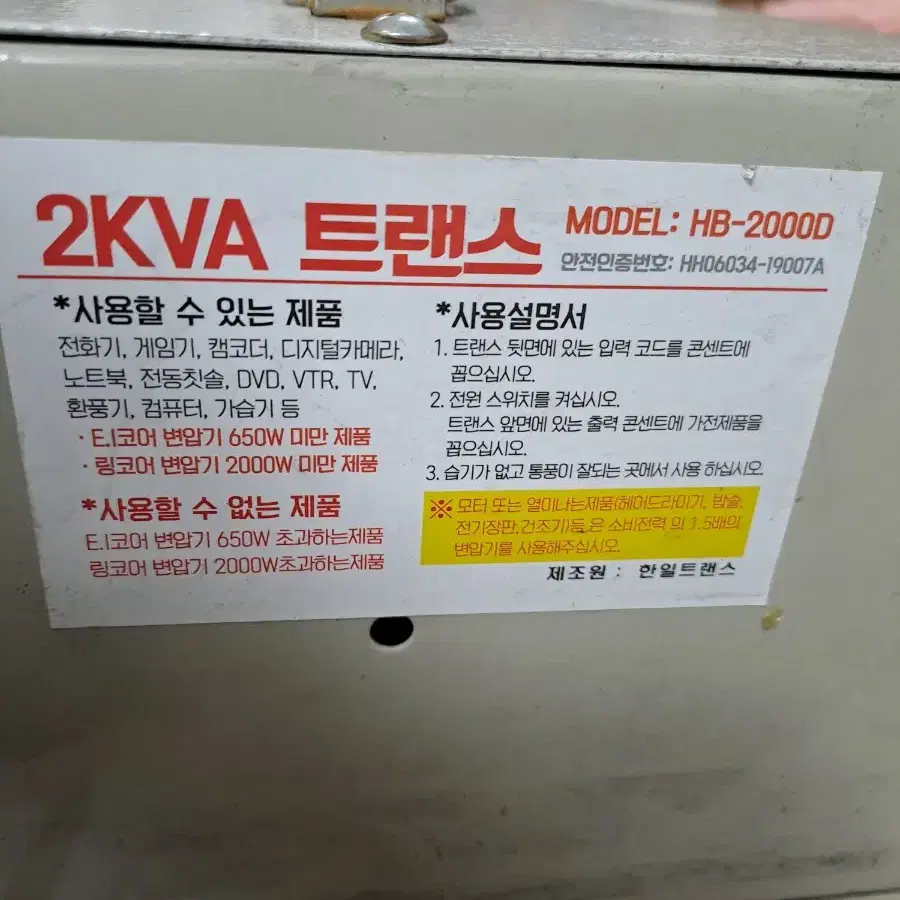 2KVA 트랜스
MODEL: HB-2000D
안전인증번호: HH06034-19007A
*사용할 수 있는 제품
전화기, 게임기, 캠코더, 디지털카메라,
노트북, 전동칫솔, DVD, VTR, TV,
환풍기, 컴퓨터, 가습기 등
· E.I코어 변압기 650W 미만 제품
· 링코어 변압기 2000W 미만 제품
*사용할 수 없는 제품
E.I코어 변압기 650W 초과하는제품
링코어 변압기 2000W초과하는제품
*사용설명서
1. 트랜스 뒷면에 있는 입력 코드를 콘센트에
꼽으십시오.
2. 전원 스위치를 켜십시오.
트랜스 앞면에 있는 출력 콘센트에 가전제품을
꼽으십시오.
3. 습기가 없고 통풍이 잘되는 곳에서 사용 하십시오.
※ 모터 또는 열이나는제품(헤어드라이기, 밥솥,
전기장판,건조기)등,은 소비전력 의 1.5배의
변압기를 사용해주십시오.
제조원 : 한일트랜스